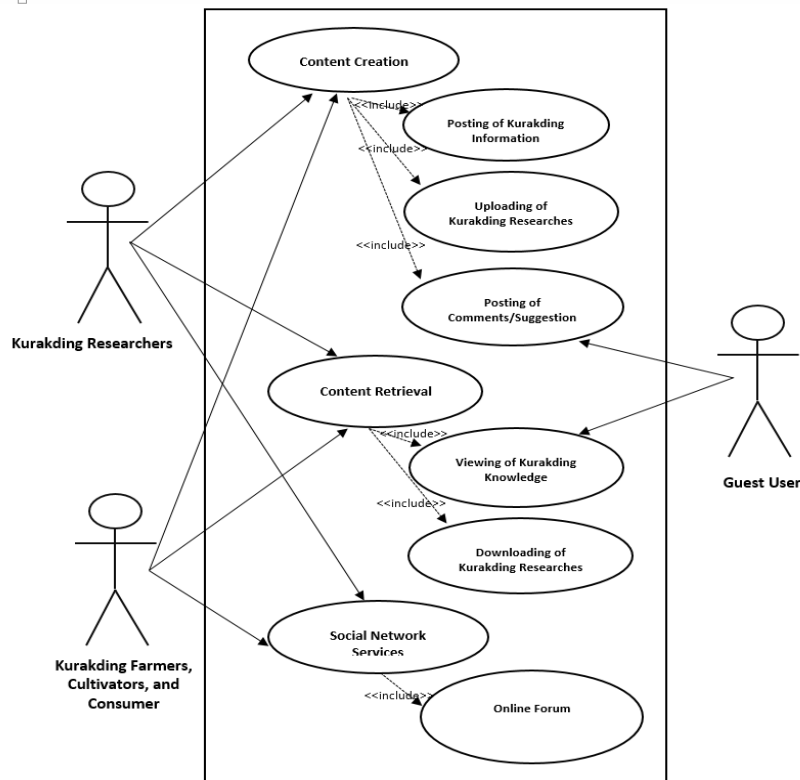 Content Creation
<<include>>
Posting of Kurakding
Information
<<include>>
Uploading of
Kurakding Researches
<<include>>
Posting of
Comments/Suggestion
Kurakding Researchers
Content Retrieval
<<include>>
Viewing of Kurakding
Knowledge
Guest User
<<include>>
Downloading of
Kurakding Researches
Social Network
Services
Kurakding Farmers,
Cultivators, and
Consumer
<<include>>
Online Forum